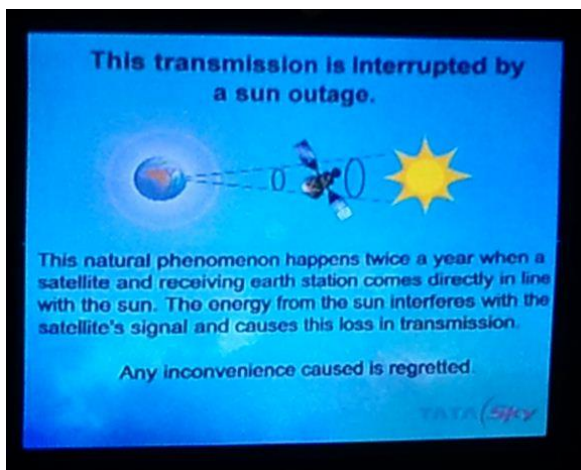 This transmission is interrupted by
a sun outage.
This natural phenomenon happens twice a year when a
satellite and receiving earth station comes directly in line
with the sun. The energy from the sun interferes with the
satellite's signal and causes this loss in transmission.
Any inconvenience caused is regretted.
TATA Sky